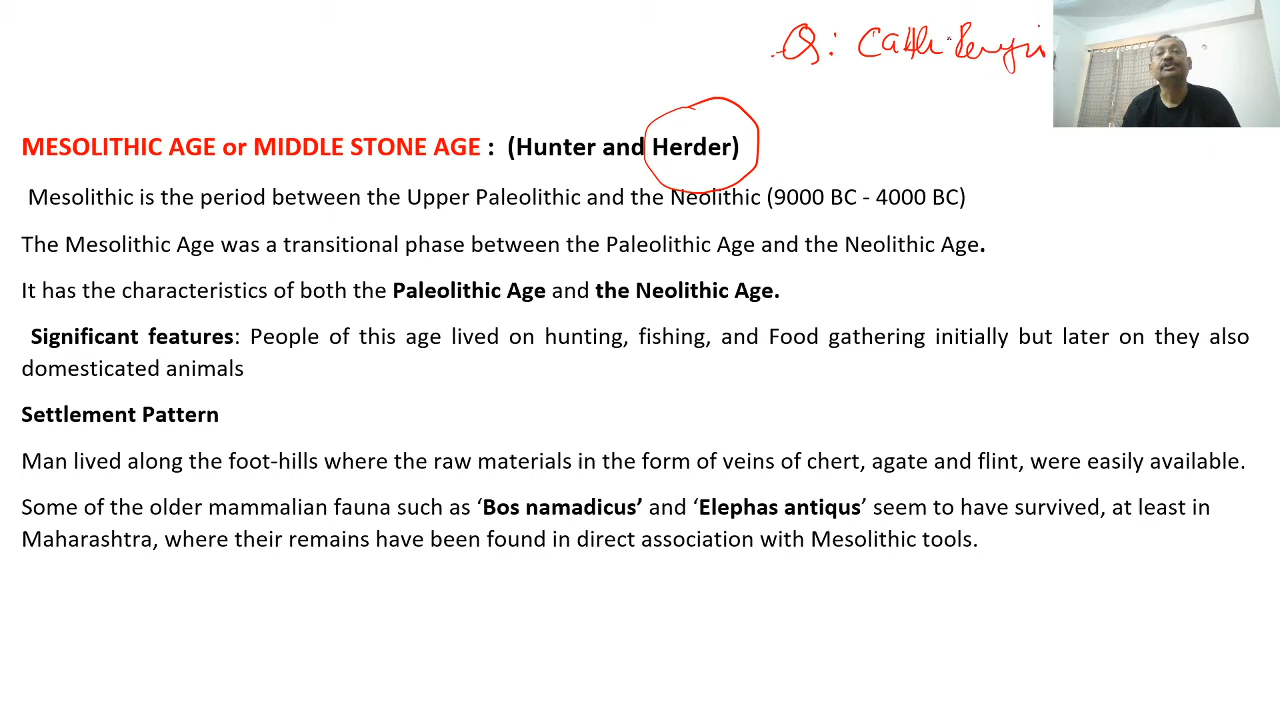 Q: Cattle
MESOLITHIC AGE or MIDDLE STONE AGE : (Hunter and Herder)
Mesolithic is the period between the Upper Paleolithic and the Neolithic (9000 BC - 4000 BC)
The Mesolithic Age was a transitional phase between the Paleolithic Age and the Neolithic Age.
It has the characteristics of both the Paleolithic Age and the Neolithic Age.
Significant features: People of this age lived on hunting, fishing, and Food gathering initially but later on they also
domesticated animals
Settlement Pattern
Man lived along the foot-hills where the raw materials in the form of veins of chert, agate and flint, were easily available.
Some of the older mammalian fauna such as ‘Bos namadicus’ and ‘Elephas antiqus’ seem to have survived, at least in
Maharashtra, where their remains have been found in direct association with Mesolithic tools.